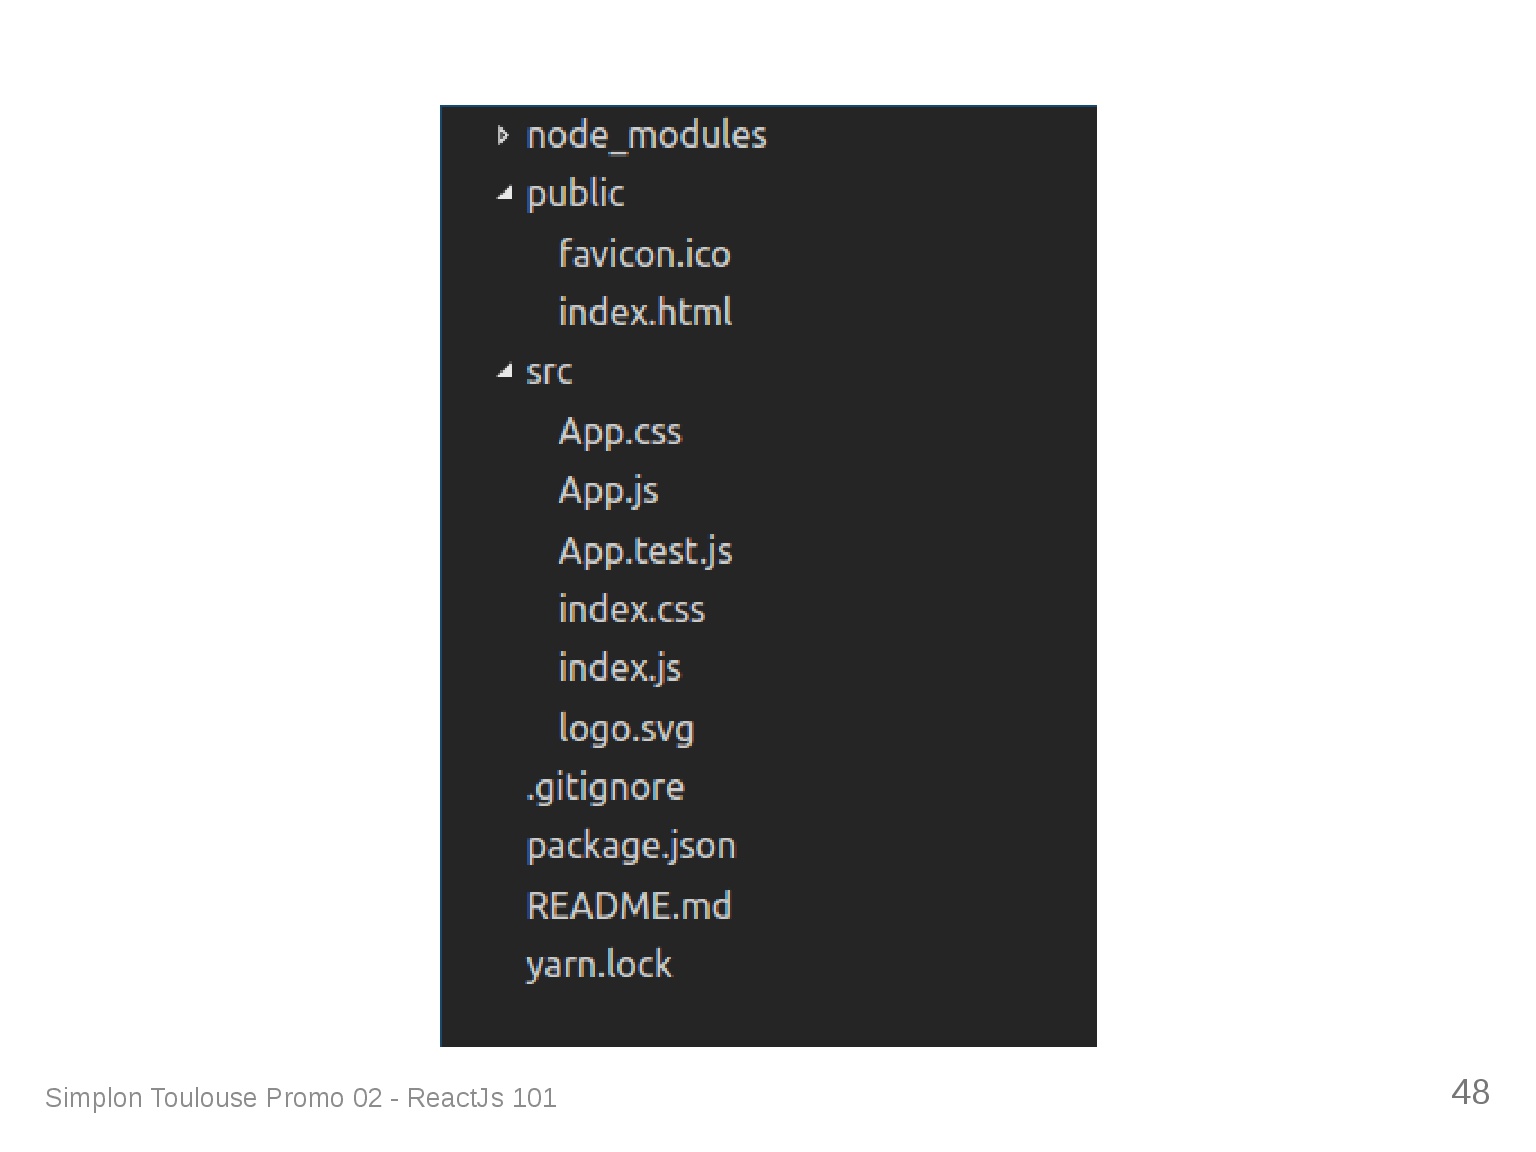 node_modules
public
favicon.ico
index.html
src
App.css
App.js
App.test.js
index.css
index.js
logo.svg
.gitignore
package.json
README.md
yarn.lock
Simplon Toulouse Promo 02 - ReactJs 101
48